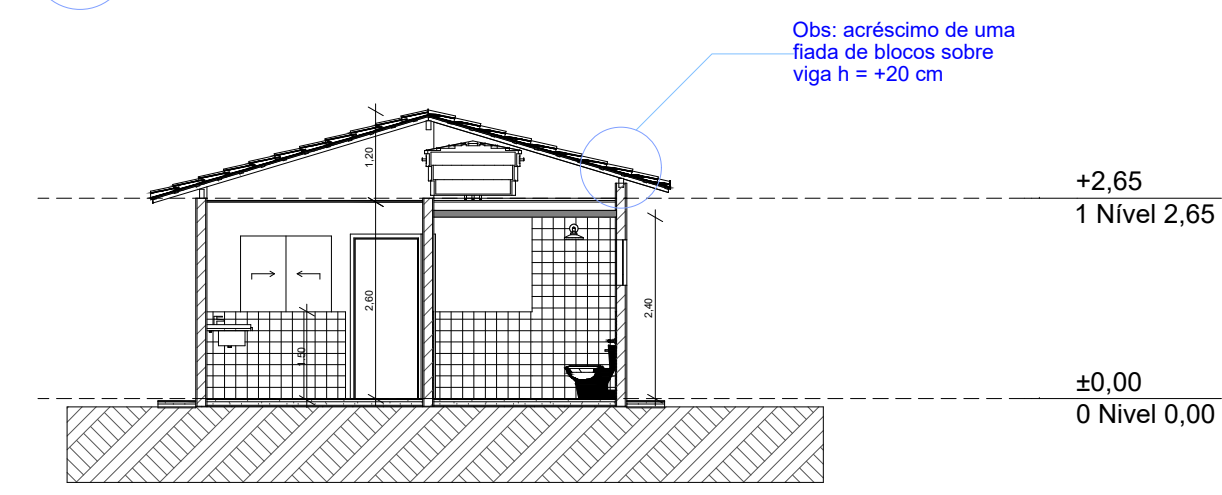 Obs: acréscimo de uma
fiada de blocos sobre
viga h = +20 cm
1,20
+2,65
1 Nível 2,65
2,60
2,40
1,50
±0,00
0 Nivel 0,00